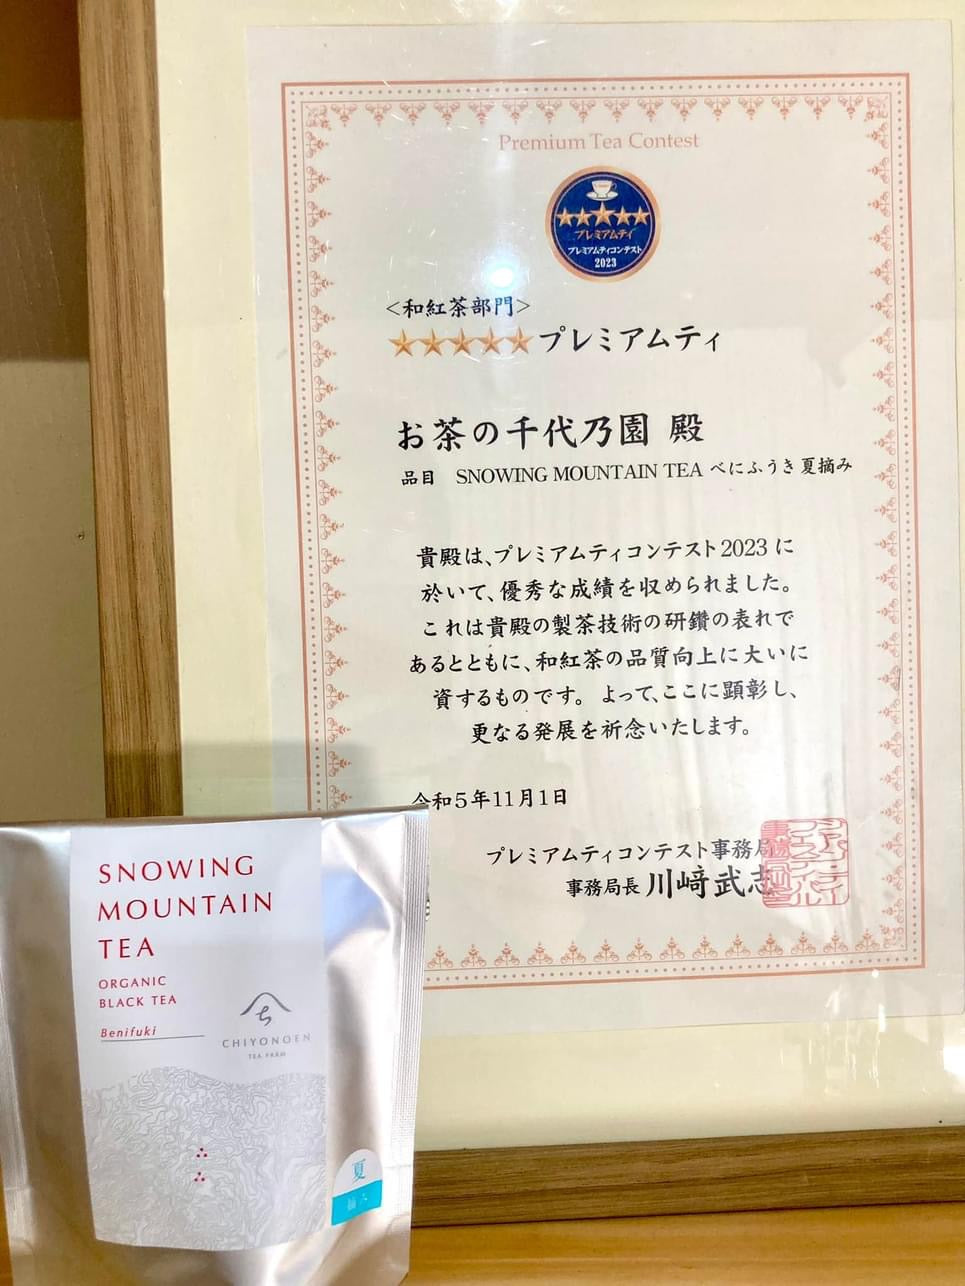 Premium Tea Contest
プレミアムティ
プレミアムティコンテスト
2023
<和紅茶部門>
★★★★★プレミアムティ
お茶の千代乃園 殿
品目 SNOWING MOUNTAIN TEA べにふうき夏摘み
貴殿は、プレミアムティコンテスト2023 に
於いて、優秀な成績を収められました。
これは貴殿の製茶技術の研鑽の表れで
あるとともに、和紅茶の品質向上に大いに
資するものです。よって、ここに顕彰し、
更なる発展を祈念いたします。
令和5年11月1日
プレミアムティコンテスト事務局
事務局長 川﨑武志
SNOWING
MOUNTAIN
TEA
ORGANIC
BLACK TEA
Benifuki
CHIYONOEN
TEA FARM
夏
摘み